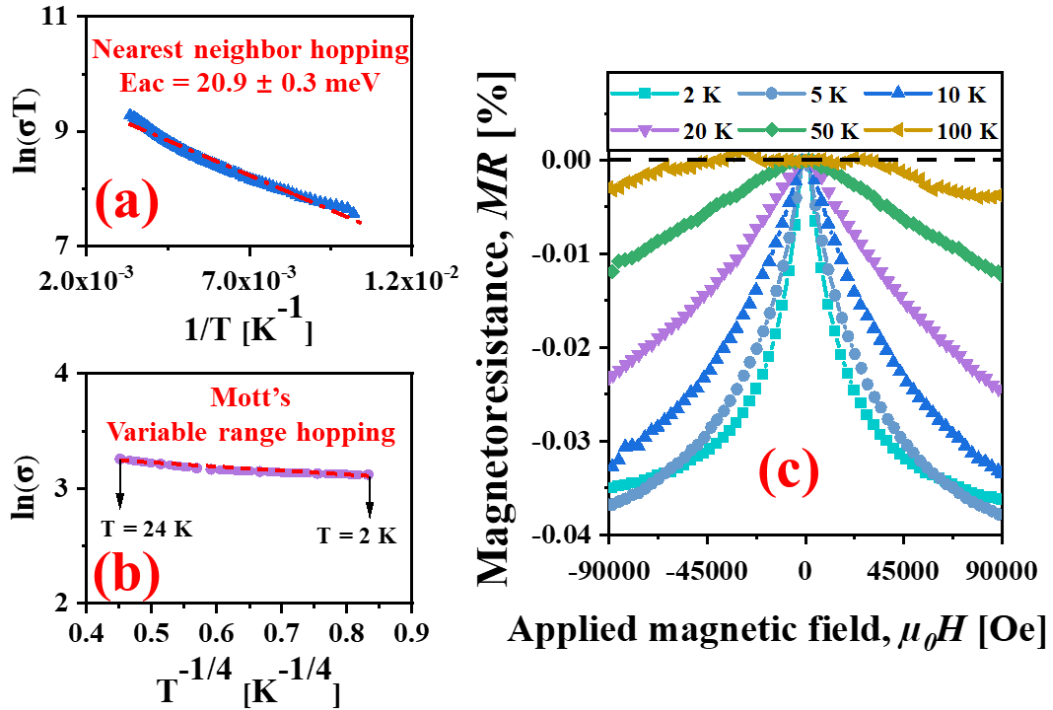 11
9
7
ln(σT)
Nearest neighbor hopping
Eac = 20.9 ± 0.3 meV
(a)
2.0x10⁻³ 7.0x10⁻³ 1.2x10⁻²
1/T [K⁻¹]
4
3
2
ln(σ)
Mott's
Variable range hopping
T = 24 K T = 2 K
(b)
0.4 0.5 0.6 0.7 0.8 0.9
T⁻¹/⁴ [K⁻¹/⁴]
Magnetoresistance, MR [%]
2 K 5 K 10 K
20 K 50 K 100 K
0.00
-0.01
-0.02
-0.03
-0.04
(c)
-90000 -45000 0 45000 90000
Applied magnetic field, μ₀H [Oe]